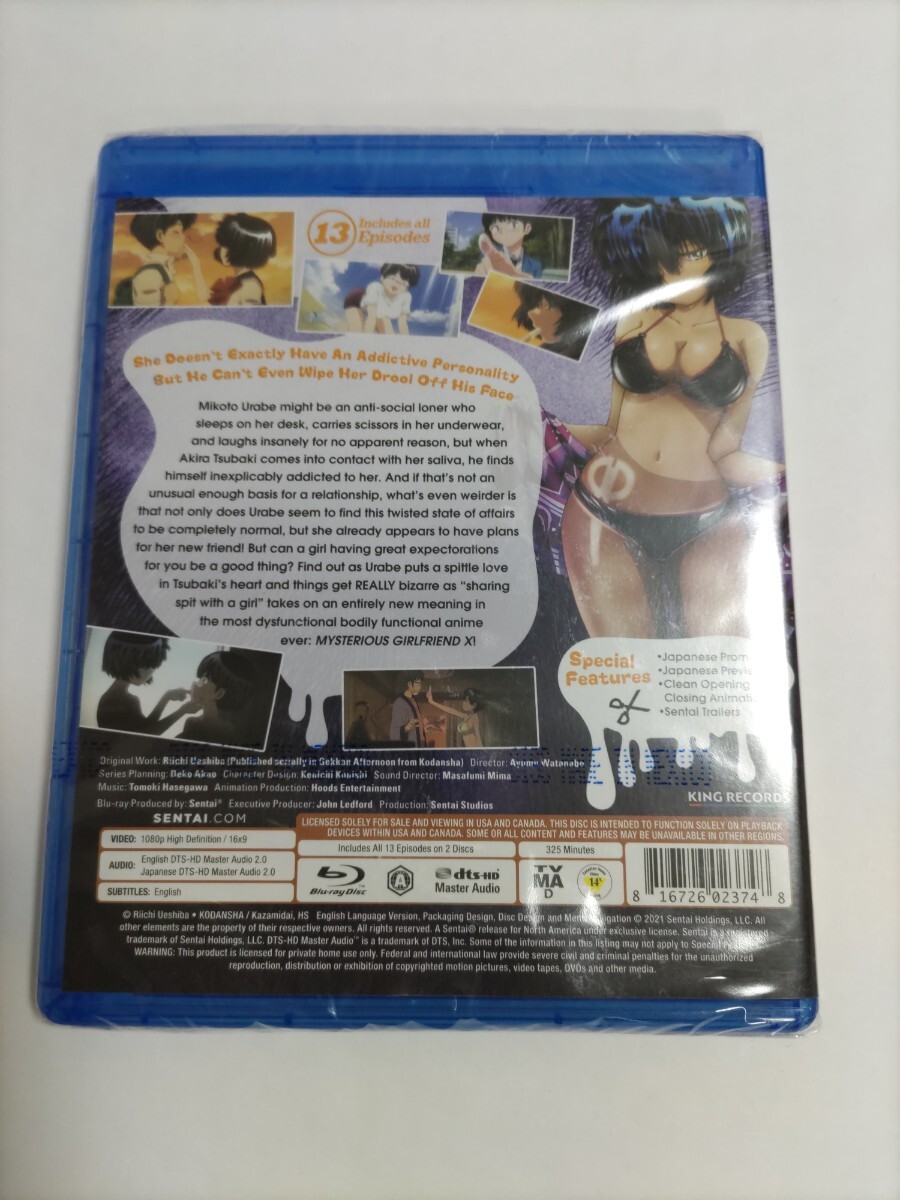 13 Includes all
Episodes
She Doesn't Exactly Have An Addictive Personality
But He Can't Even Wipe Her Drool Off His Face
Mikoto Urabe might be an anti-social loner who
sleeps on her desk, carries scissors in her underwear,
and laughs insanely for no apparent reason, but when
Akira Tsubaki comes into contact with her saliva, he finds
himself inexplicably addicted to her. And if that's not an
unusual enough basis for a relationship, what's even weirder is
that not only does Urabe seem to find this twisted state of affairs
to be completely normal, but she already appears to have plans
for her new friend! But can a girl having great expectorations
for you be a good thing? Find out as Urabe puts a spittle love
in Tsubaki's heart and things get REALLY bizarre as "sharing
spit with a girl" takes on an entirely new meaning in
the most dysfunctional bodily functional anime
ever: MYSTERIOUS GIRLFRIEND X!
Special
Features
•Japanese Prom
•Japanese Previe
•Clean Opening
Closing Animati
•Sentai Trailers
Original Work: Riichi Ueshiba (Published serially in Gekkan Afternoon from Kodansha) Director: Ayumu Watanabe
Series Planning: Deko Akao Character Design: Kenichi Konishi Sound Director: Masafumi Mima
Music: Tomoki Hasegawa Animation Production: Hoods Entertainment
Blu-ray Produced by: Sentai® Executive Producer: John Ledford Production: Sentai Studios
KING RECORDS
SENTAI.COM
LICENSED SOLELY FOR SALE AND VIEWING IN USA AND CANADA. THIS DISC IS INTENDED TO FUNCTION SOLELY ON PLAYBACK
DEVICES WITHIN USA AND CANADA. SOME OR ALL CONTENT AND FEATURES MAY BE UNAVAILABLE IN OTHER REGIONS.
VIDEO: 1080p High Definition / 16x9
AUDIO: English DTS-HD Master Audio 2.0
Japanese DTS-HD Master Audio 2.0
SUBTITLES: English
Includes All 13 Episodes on 2 Discs
325 Minutes
Blu-ray Disc™
A
dts-HD
Master Audio
TV
MA
D
14
8 16726 02374 8
© Riichi Ueshiba • KODANSHA / Kazamidai, HS English Language Version, Packaging Design, Disc Design and Menu Navigation © 2021 Sentai Holdings, LLC. All
other elements are the property of their respective owners. All rights reserved. A Sentai® release for North America under exclusive license. Sentai is a registered
trademark of Sentai Holdings, LLC. DTS-HD Master Audio™ is a trademark of DTS, Inc. Some of the information in this listing may not apply to Special
WARNING: This product is licensed for private home use only. Federal and international law provide severe civil and criminal penalties for the unauthorized
reproduction, distribution or exhibition of copyrighted motion pictures, video tapes, DVDs and other media.